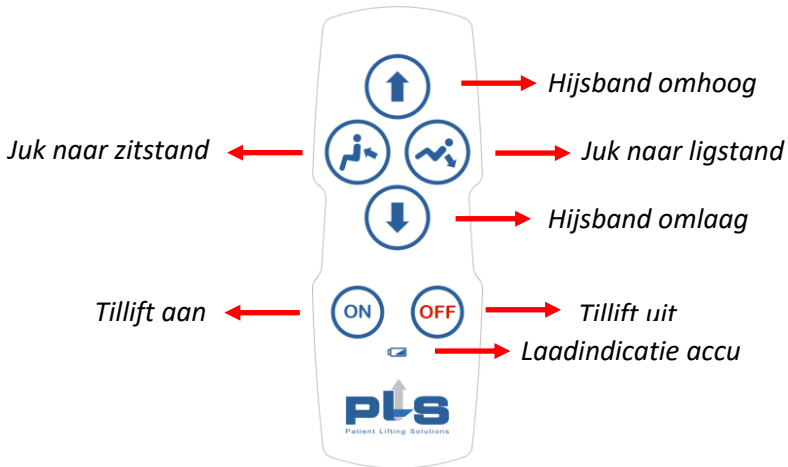 Hijsband omhoog
Juk naar zitstand
Juk naar ligstand
Hijsband omlaag
Tillift aan
ON
OFF
Tillift uit
Laadindicatie accu
PLS
Patient Lifting Solutions